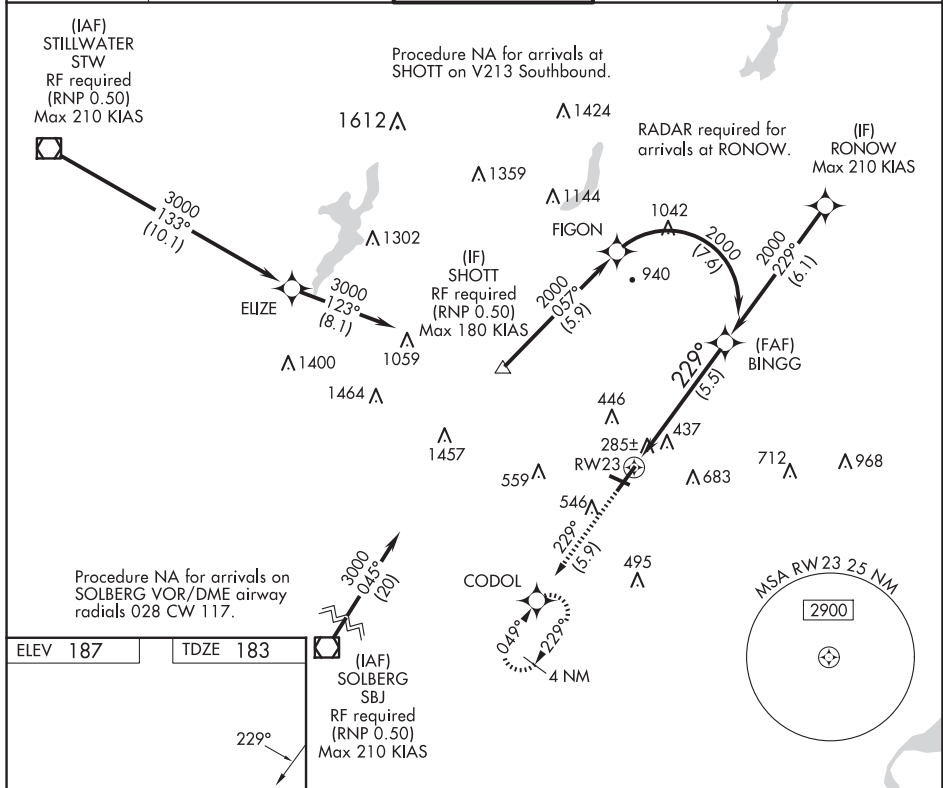 (IAF)
STILLWATER
STW
RF required
(RNP 0.50)
Max 210 KIAS
Procedure NA for arrivals at
SHOTT on V213 Southbound.
1612
1424
RADAR required for
arrivals at RONOW.
(IF)
RONOW
Max 210 KIAS
1359
1144
3000
133°
(10.1)
1302
FIGON
1042
2000
(7.6)
2000
229°
(6.1)
940
(IF)
SHOTT
RF required
(RNP 0.50)
Max 180 KIAS
2000
057°
(5.9)
ELIZE
3000
123°
(8.1)
1059
1400
1464
(FAF)
BINGG
229°
(5.5)
446
437
285±
1457
RW23
559
683
712
968
546
229°
(5.9)
495
CODOL
049°
229°
4 NM
3000
045°
(20)
Procedure NA for arrivals on
SOLBERG VOR/DME airway
radials 028 CW 117.
MSA RW 23 25 NM
2900
ELEV 187
TDZE 183
(IAF)
SOLBERG
SBJ
RF required
(RNP 0.50)
Max 210 KIAS
229°